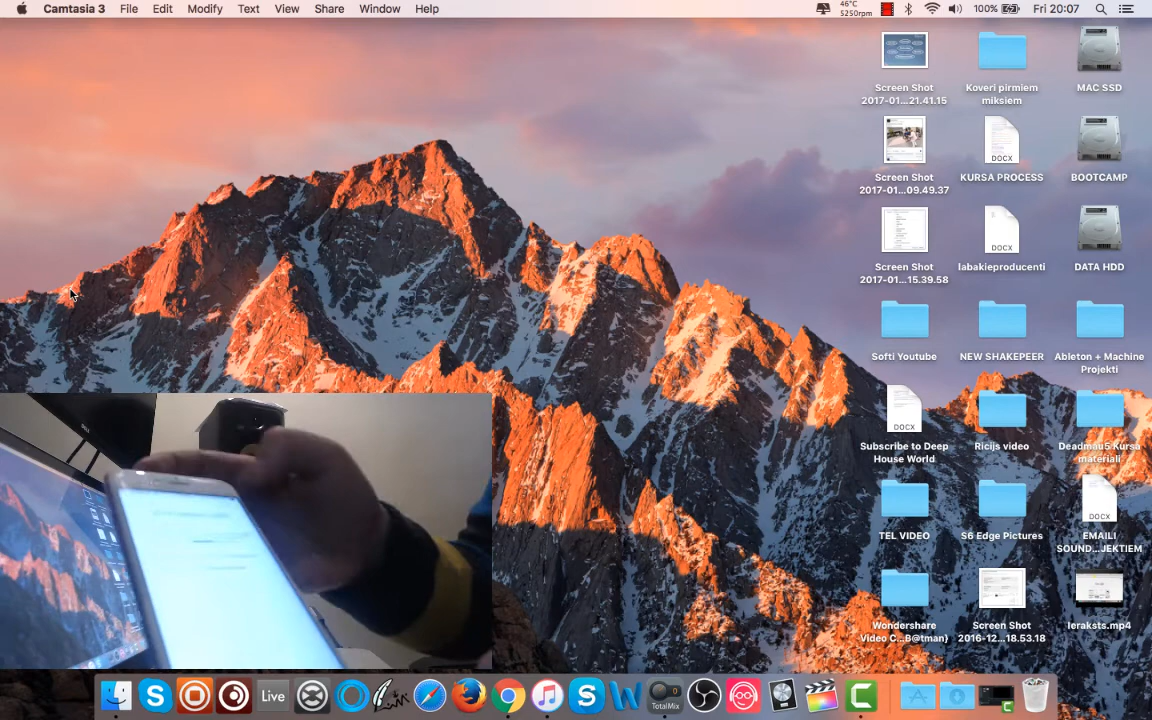 Camtasia 3 File Edit Modify Text View Share Window Help
46°C
5250rpm
100%
Fri 20:07
Screen Shot
2017-01...21.41.15
Koveri pirmiem
miksiem
MAC SSD
Screen Shot
2017-01...09.49.37
DOCX
KURSA PROCESS
BOOTCAMP
Screen Shot
2017-01...15.39.58
DOCX
labakieproducenti
DATA HDD
Softi Youtube
NEW SHAKEPEER
Ableton + Machine
Projekti
DOCX
Subscribe to Deep
House World
Ricijs video
Deadmau5 Kursa
materiali
TEL VIDEO
S6 Edge Pictures
DOCX
EMAILI
SOUND...JEKTIEM
Wondershare
Video C...B@tman)
Screen Shot
2016-12...18.53.18
Ieraksts.mp4
Live
TotalMix